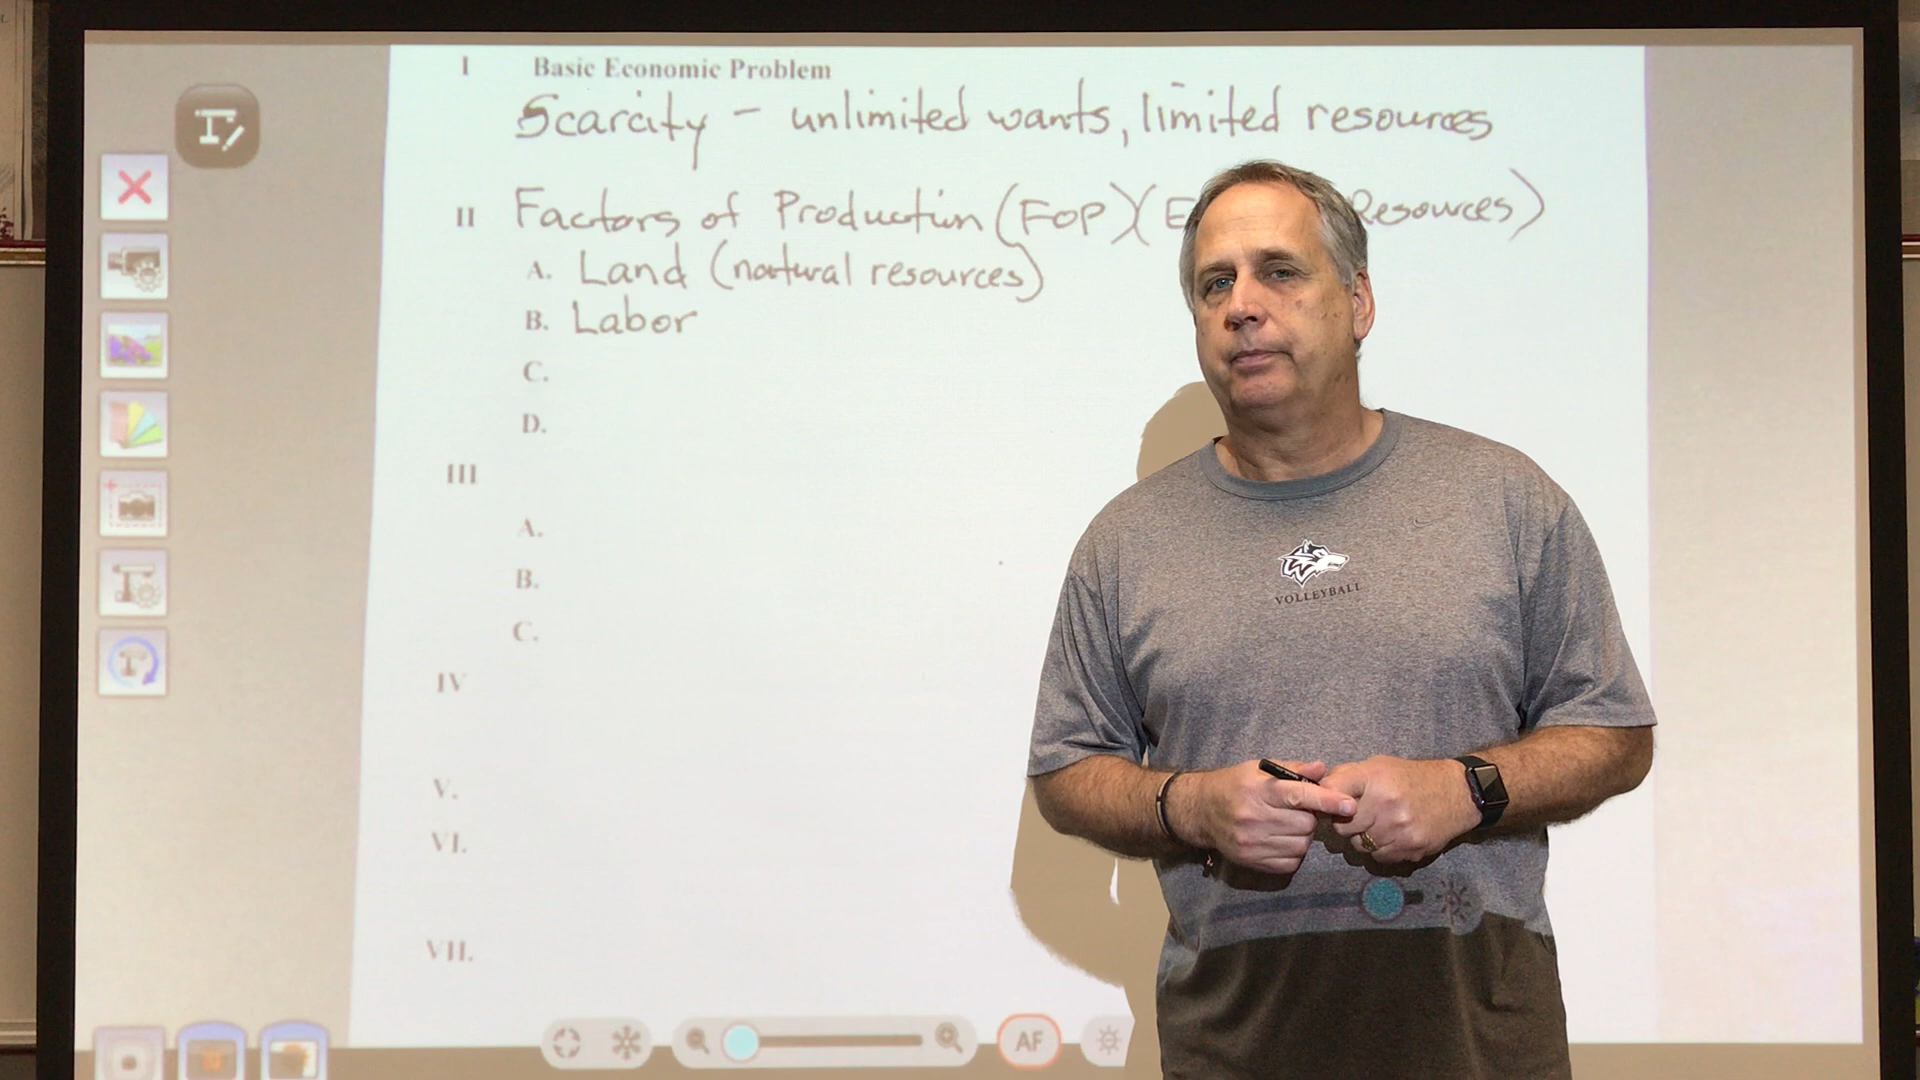 I Basic Economic Problem
Scarcity - unlimited wants, limited resources
II Factors of Production (FOP)(E Resources)
A. Land (natural resources)
B. Labor
C.
D.
III
A.
B.
C.
IV
V.
VI.
VII.
VOLLEYBALL
AF